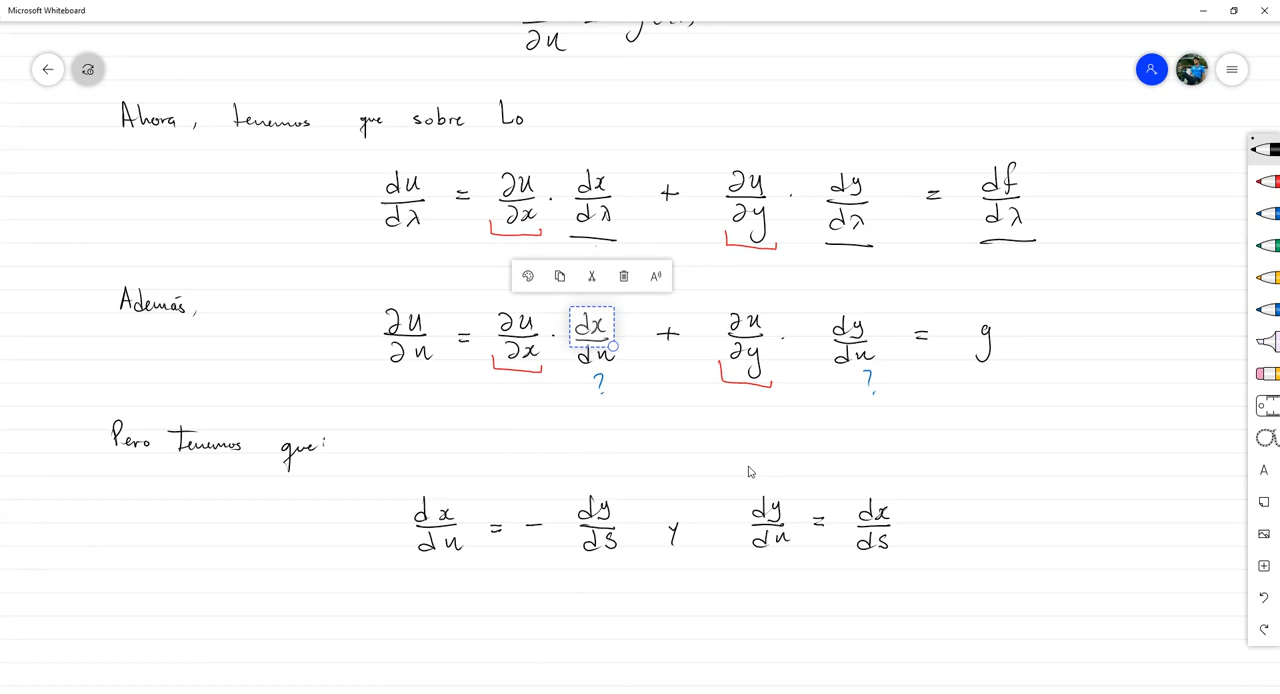 Microsoft Whiteboard
∂n
Ahora, tenemos que sobre Lo
du/dλ = ∂u/∂x · dx/dλ + ∂u/∂y · dy/dλ = df/dλ
Además,
∂u/∂n = ∂u/∂x · dx/dn + ∂u/∂y · dy/dn = g
? ?
Pero tenemos que:
dx/dn = - dy/ds y dy/dn = dx/ds
A